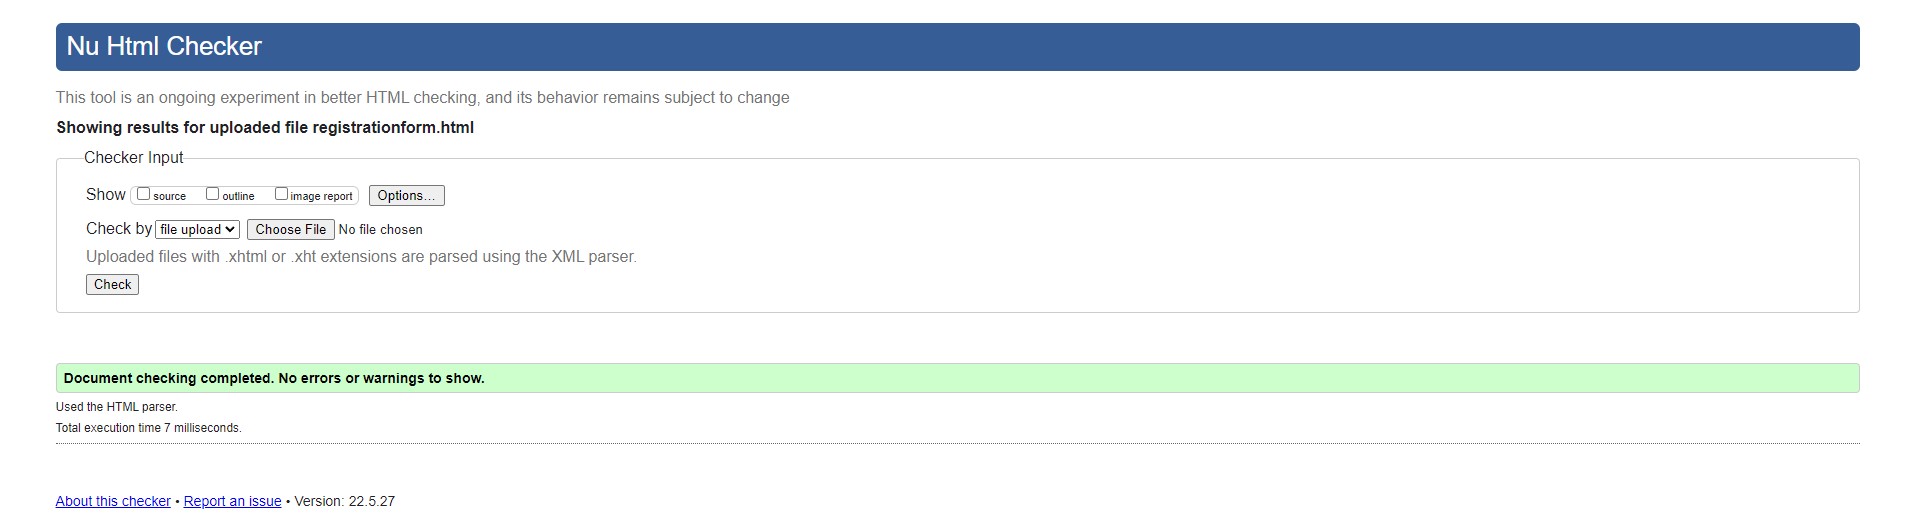 Nu Html Checker
This tool is an ongoing experiment in better HTML checking, and its behavior remains subject to change
Showing results for uploaded file registrationform.html
Checker Input
Show source outline image report Options...
Check by file upload Choose File No file chosen
Uploaded files with .xhtml or .xht extensions are parsed using the XML parser.
Check
Document checking completed. No errors or warnings to show.
Used the HTML parser.
Total execution time 7 milliseconds.
About this checker • Report an issue • Version: 22.5.27